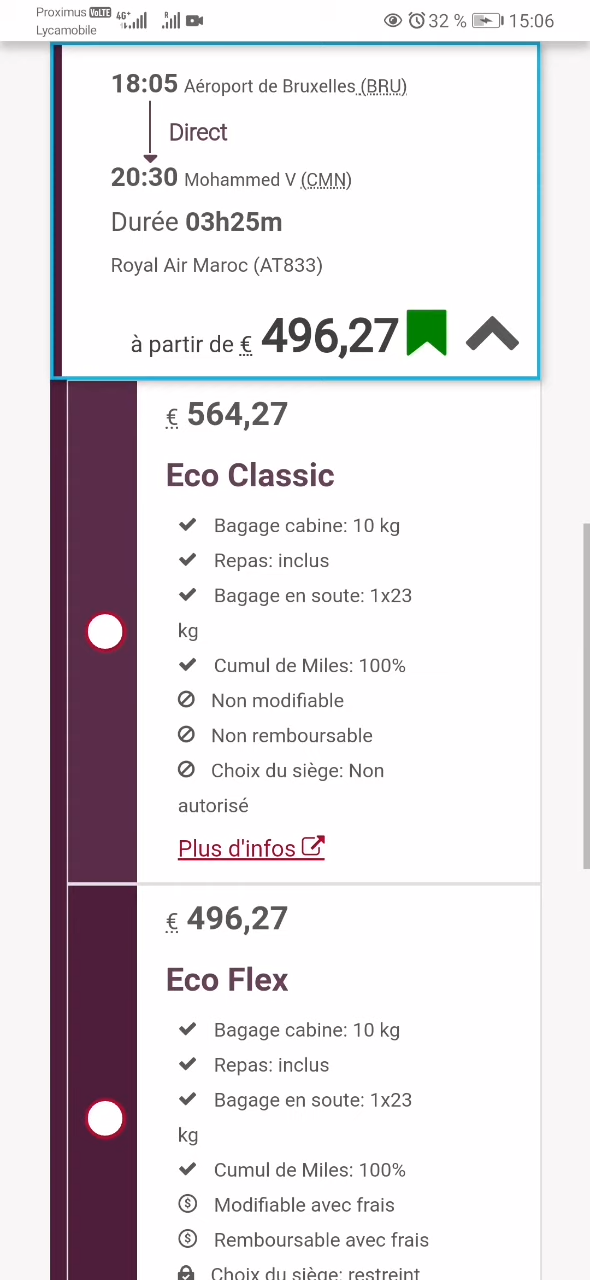 Proximus VoLTE 4G+ R 32 % 15:06
Lycamobile
18:05 Aéroport de Bruxelles (BRU)
Direct
20:30 Mohammed V (CMN)
Durée 03h25m
Royal Air Maroc (AT833)
à partir de € 496,27
€ 564,27
Eco Classic
Bagage cabine: 10 kg
Repas: inclus
Bagage en soute: 1x23
kg
Cumul de Miles: 100%
Non modifiable
Non remboursable
Choix du siège: Non
autorisé
Plus d'infos
€ 496,27
Eco Flex
Bagage cabine: 10 kg
Repas: inclus
Bagage en soute: 1x23
kg
Cumul de Miles: 100%
Modifiable avec frais
Remboursable avec frais
Choix du siège: restreint